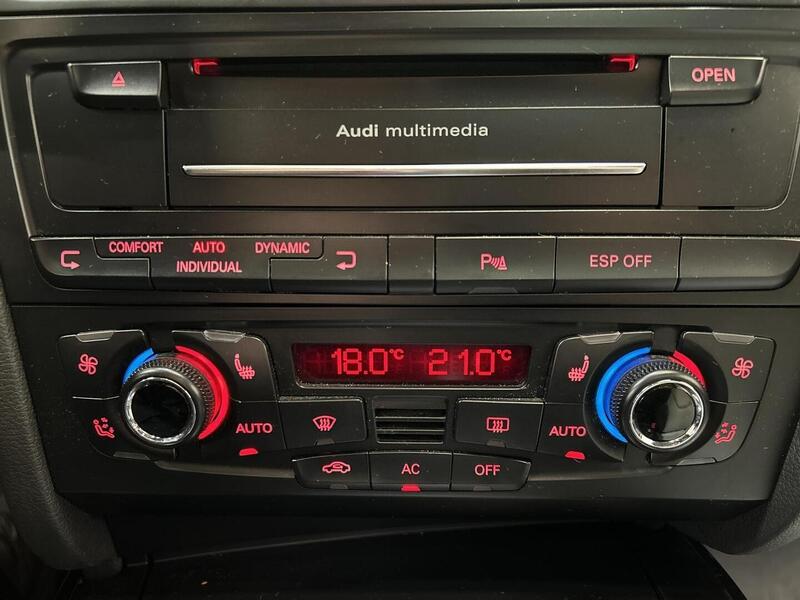 OPEN
Audi multimedia
COMFORT AUTO DYNAMIC
INDIVIDUAL
P ESP OFF
18.0°C 21.0°C
AUTO AUTO
AC OFF